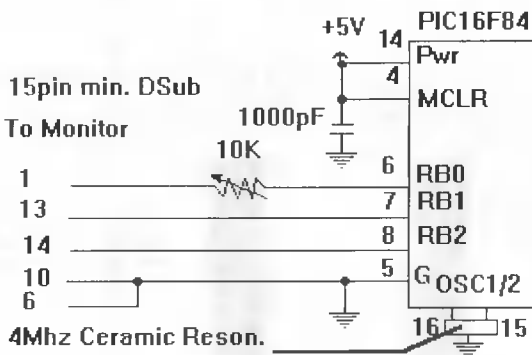 PIC16F84
+5V
14
Pwr
4
15pin min. DSub
MCLR
1000pF
To Monitor
10K
6
1
RB0
7
13
RB1
8
14
RB2
5
10
G OSC1/2
6
16 15
4Mhz Ceramic Reson.